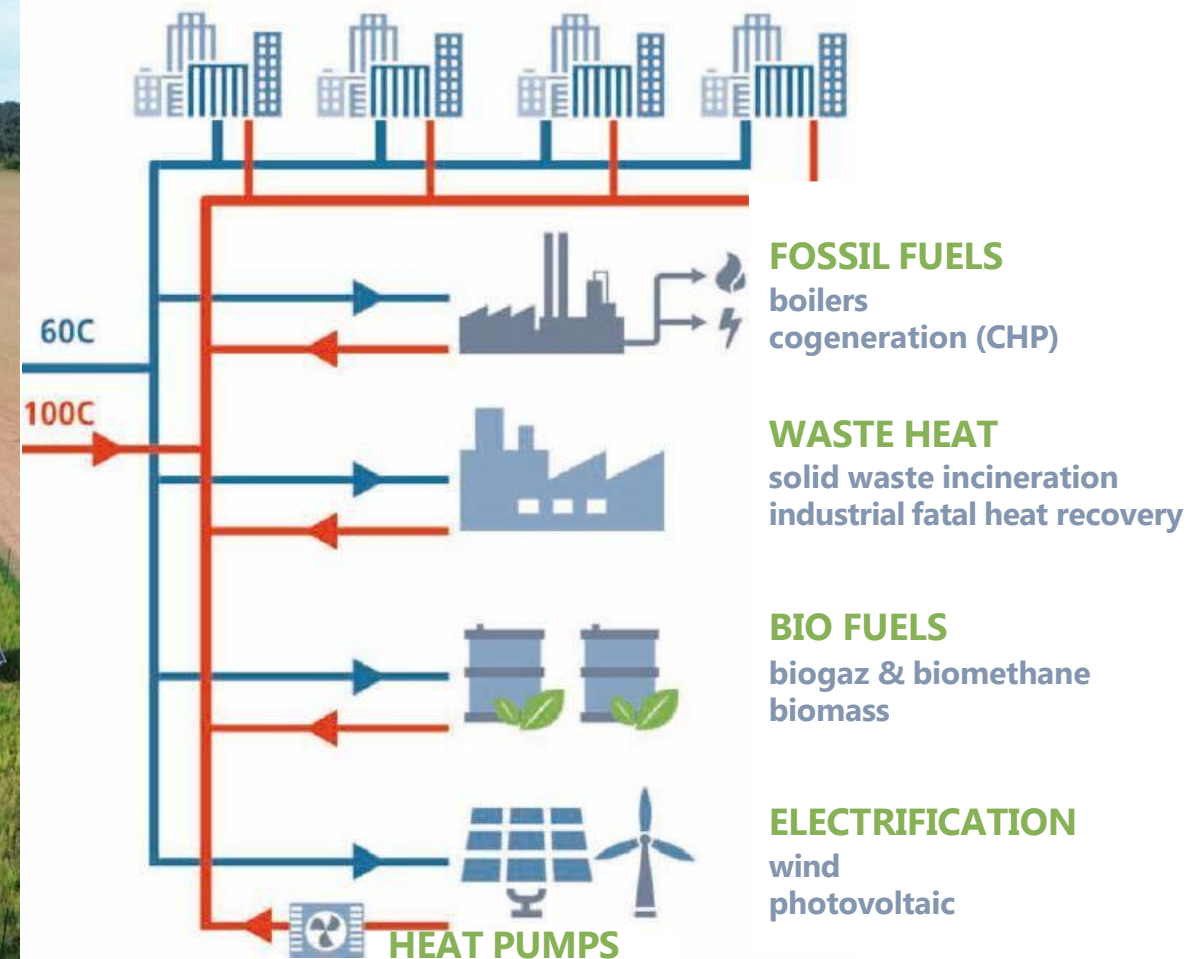 60C
100C
FOSSIL FUELS
boilers
cogeneration (CHP)
WASTE HEAT
solid waste incineration
industrial fatal heat recovery
BIO FUELS
biogaz & biomethane
biomass
ELECTRIFICATION
wind
photovoltaic
HEAT PUMPS